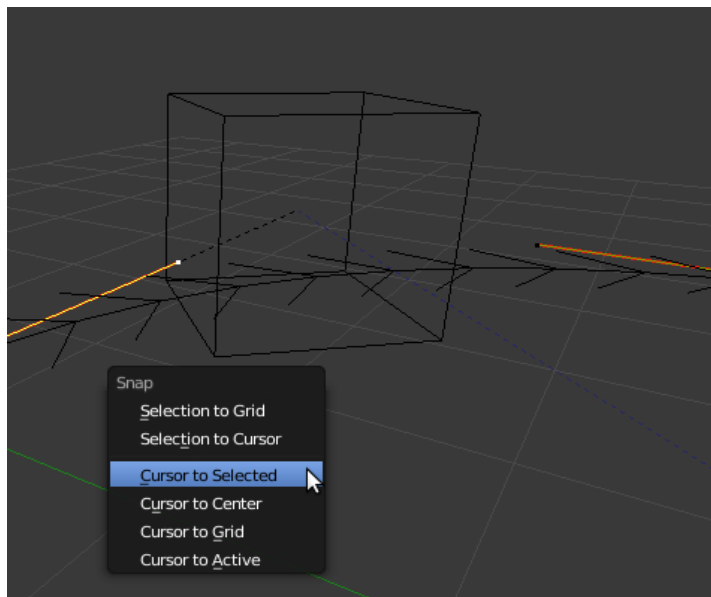 Snap
Selection to Grid
Selection to Cursor
Cursor to Selected
Cursor to Center
Cursor to Grid
Cursor to Active